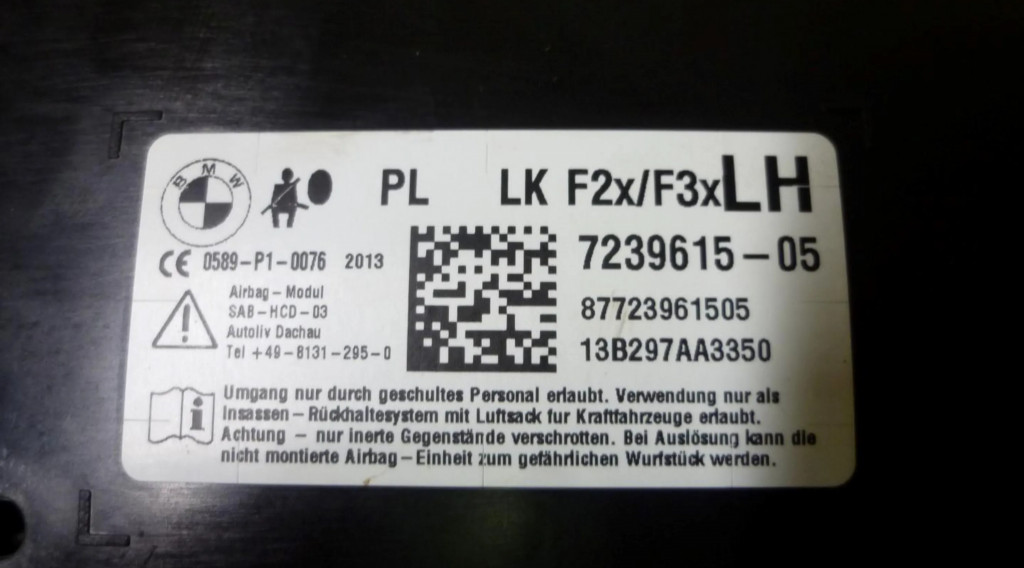 BMW
PL LK F2x/F3x LH
7239615-05
CE 0589-P1-0076 2013
87723961505
13B297AA3350
Airbag-Modul
SAB-HCD-03
Autoliv Dachau
Tel +49-8131-295-0
Umgang nur durch geschultes Personal erlaubt. Verwendung nur als
Insassen-Rückhaltesystem mit Luftsack fur Kraftfahrzeuge erlaubt.
Achtung - nur inerte Gegenstände verschrotten. Bei Auslösung kann die
nicht montierte Airbag-Einheit zum gefährlichen Wurfstück werden.